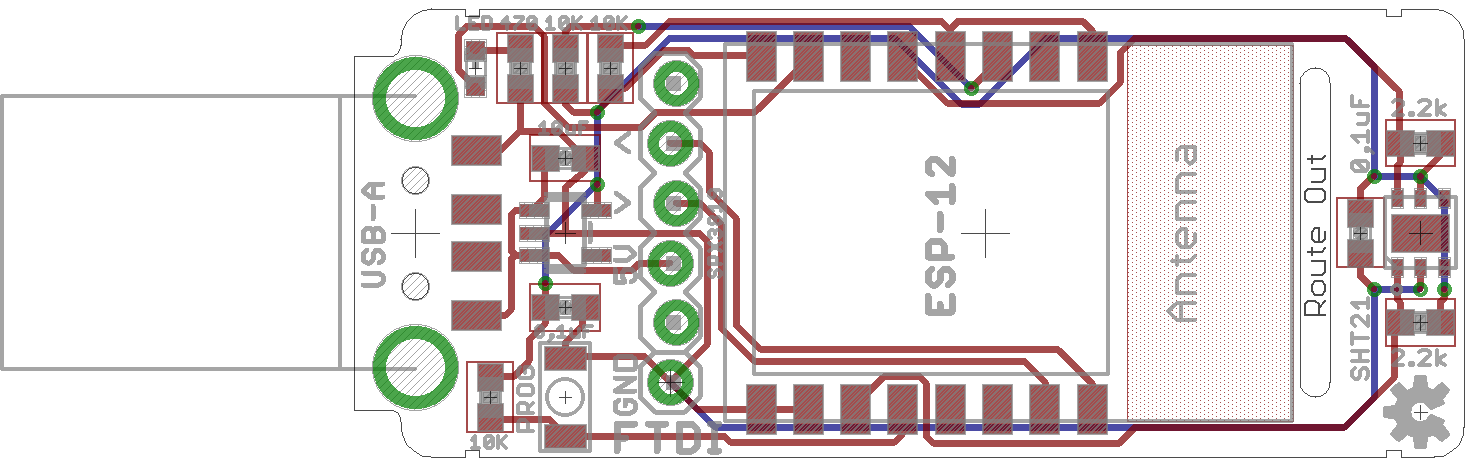 LED 470 10K 10K
10uF
<
>
5V
SPX3819
USB-A
0,1uF
PROG
10K
GND
FTDI
ESP-12
Antenna
Route Out
0,1uF
2.2k
SHT21
2.2k